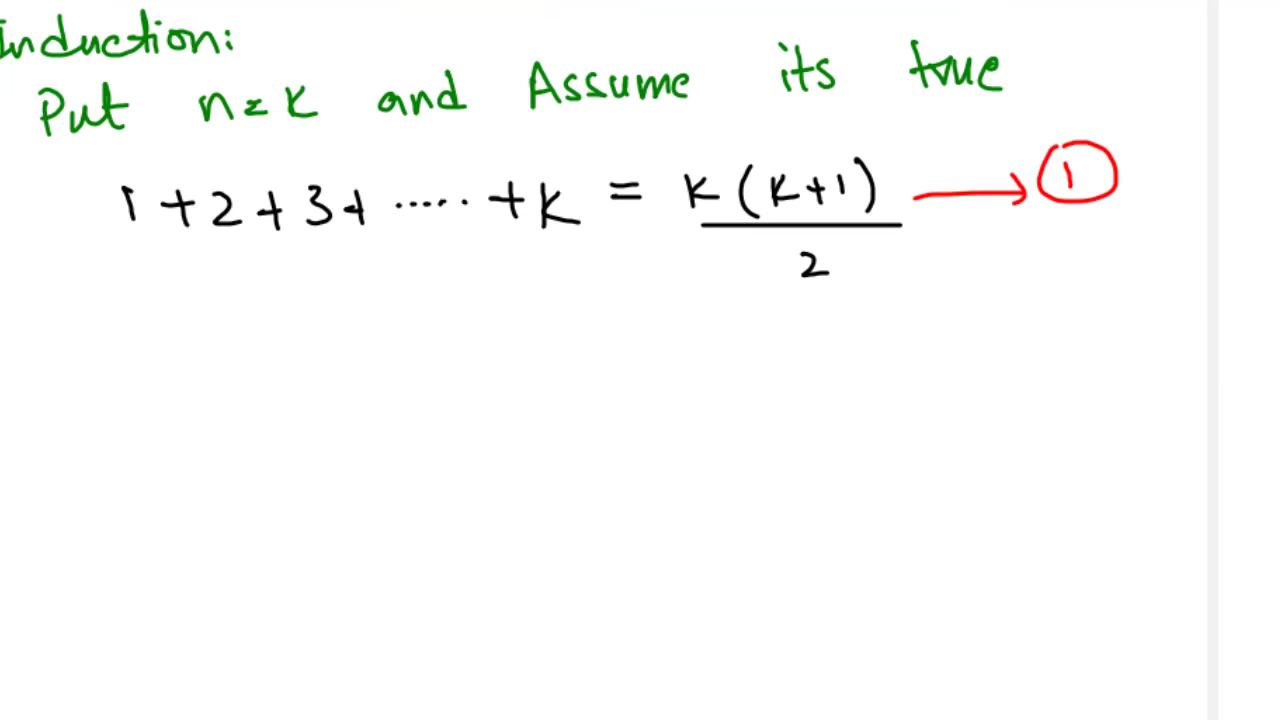 Induction:
Put n=k and Assume its true
1+2+3+.....+k = k(k+1)/2 → ①